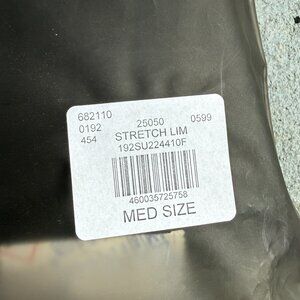 682110 25050 0599
0192 STRETCH LIM
454 192SU224410F
460035725758
MED SIZE